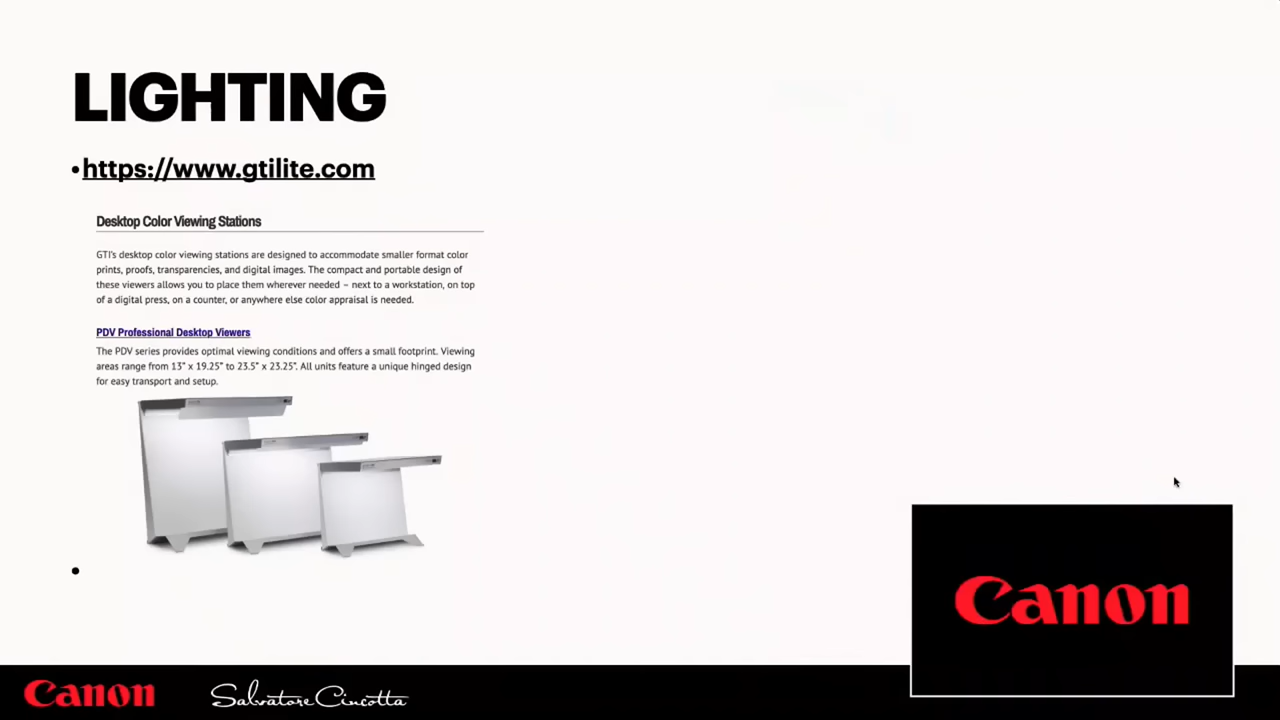 LIGHTING
•https://www.gtilite.com
Desktop Color Viewing Stations
GTI's desktop color viewing stations are designed to accommodate smaller format color
prints, proofs, transparencies, and digital images. The compact and portable design of
these viewers allows you to place them wherever needed – next to a workstation, on top
of a digital press, on a counter, or anywhere else color appraisal is needed.
PDV Professional Desktop Viewers
The PDV series provides optimal viewing conditions and offers a small footprint. Viewing
areas range from 13" x 19.25" to 23.5" x 23.25". All units feature a unique hinged design
for easy transport and setup.
•
Canon
Canon
Salvatore Cincotta